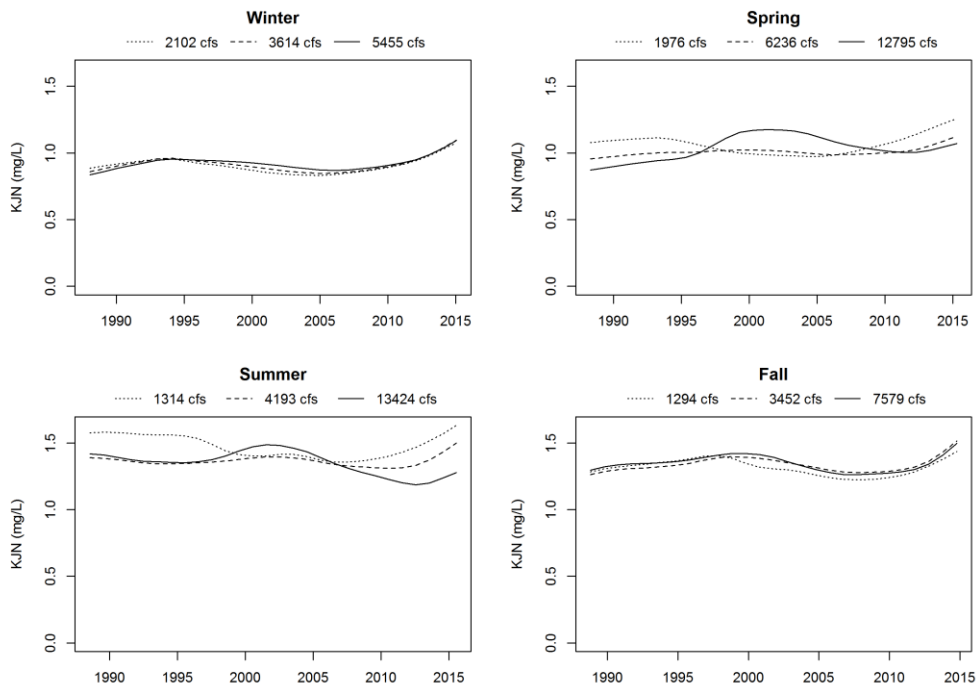 Winter
2102 cfs 3614 cfs 5455 cfs
KJN (mg/L)
1.5
1.0
0.5
0.0
1990 1995 2000 2005 2010 2015
Spring
1976 cfs 6236 cfs 12795 cfs
KJN (mg/L)
1.5
1.0
0.5
0.0
1990 1995 2000 2005 2010 2015
Summer
1314 cfs 4193 cfs 13424 cfs
KJN (mg/L)
1.5
1.0
0.5
0.0
1990 1995 2000 2005 2010 2015
Fall
1294 cfs 3452 cfs 7579 cfs
KJN (mg/L)
1.5
1.0
0.5
0.0
1990 1995 2000 2005 2010 2015